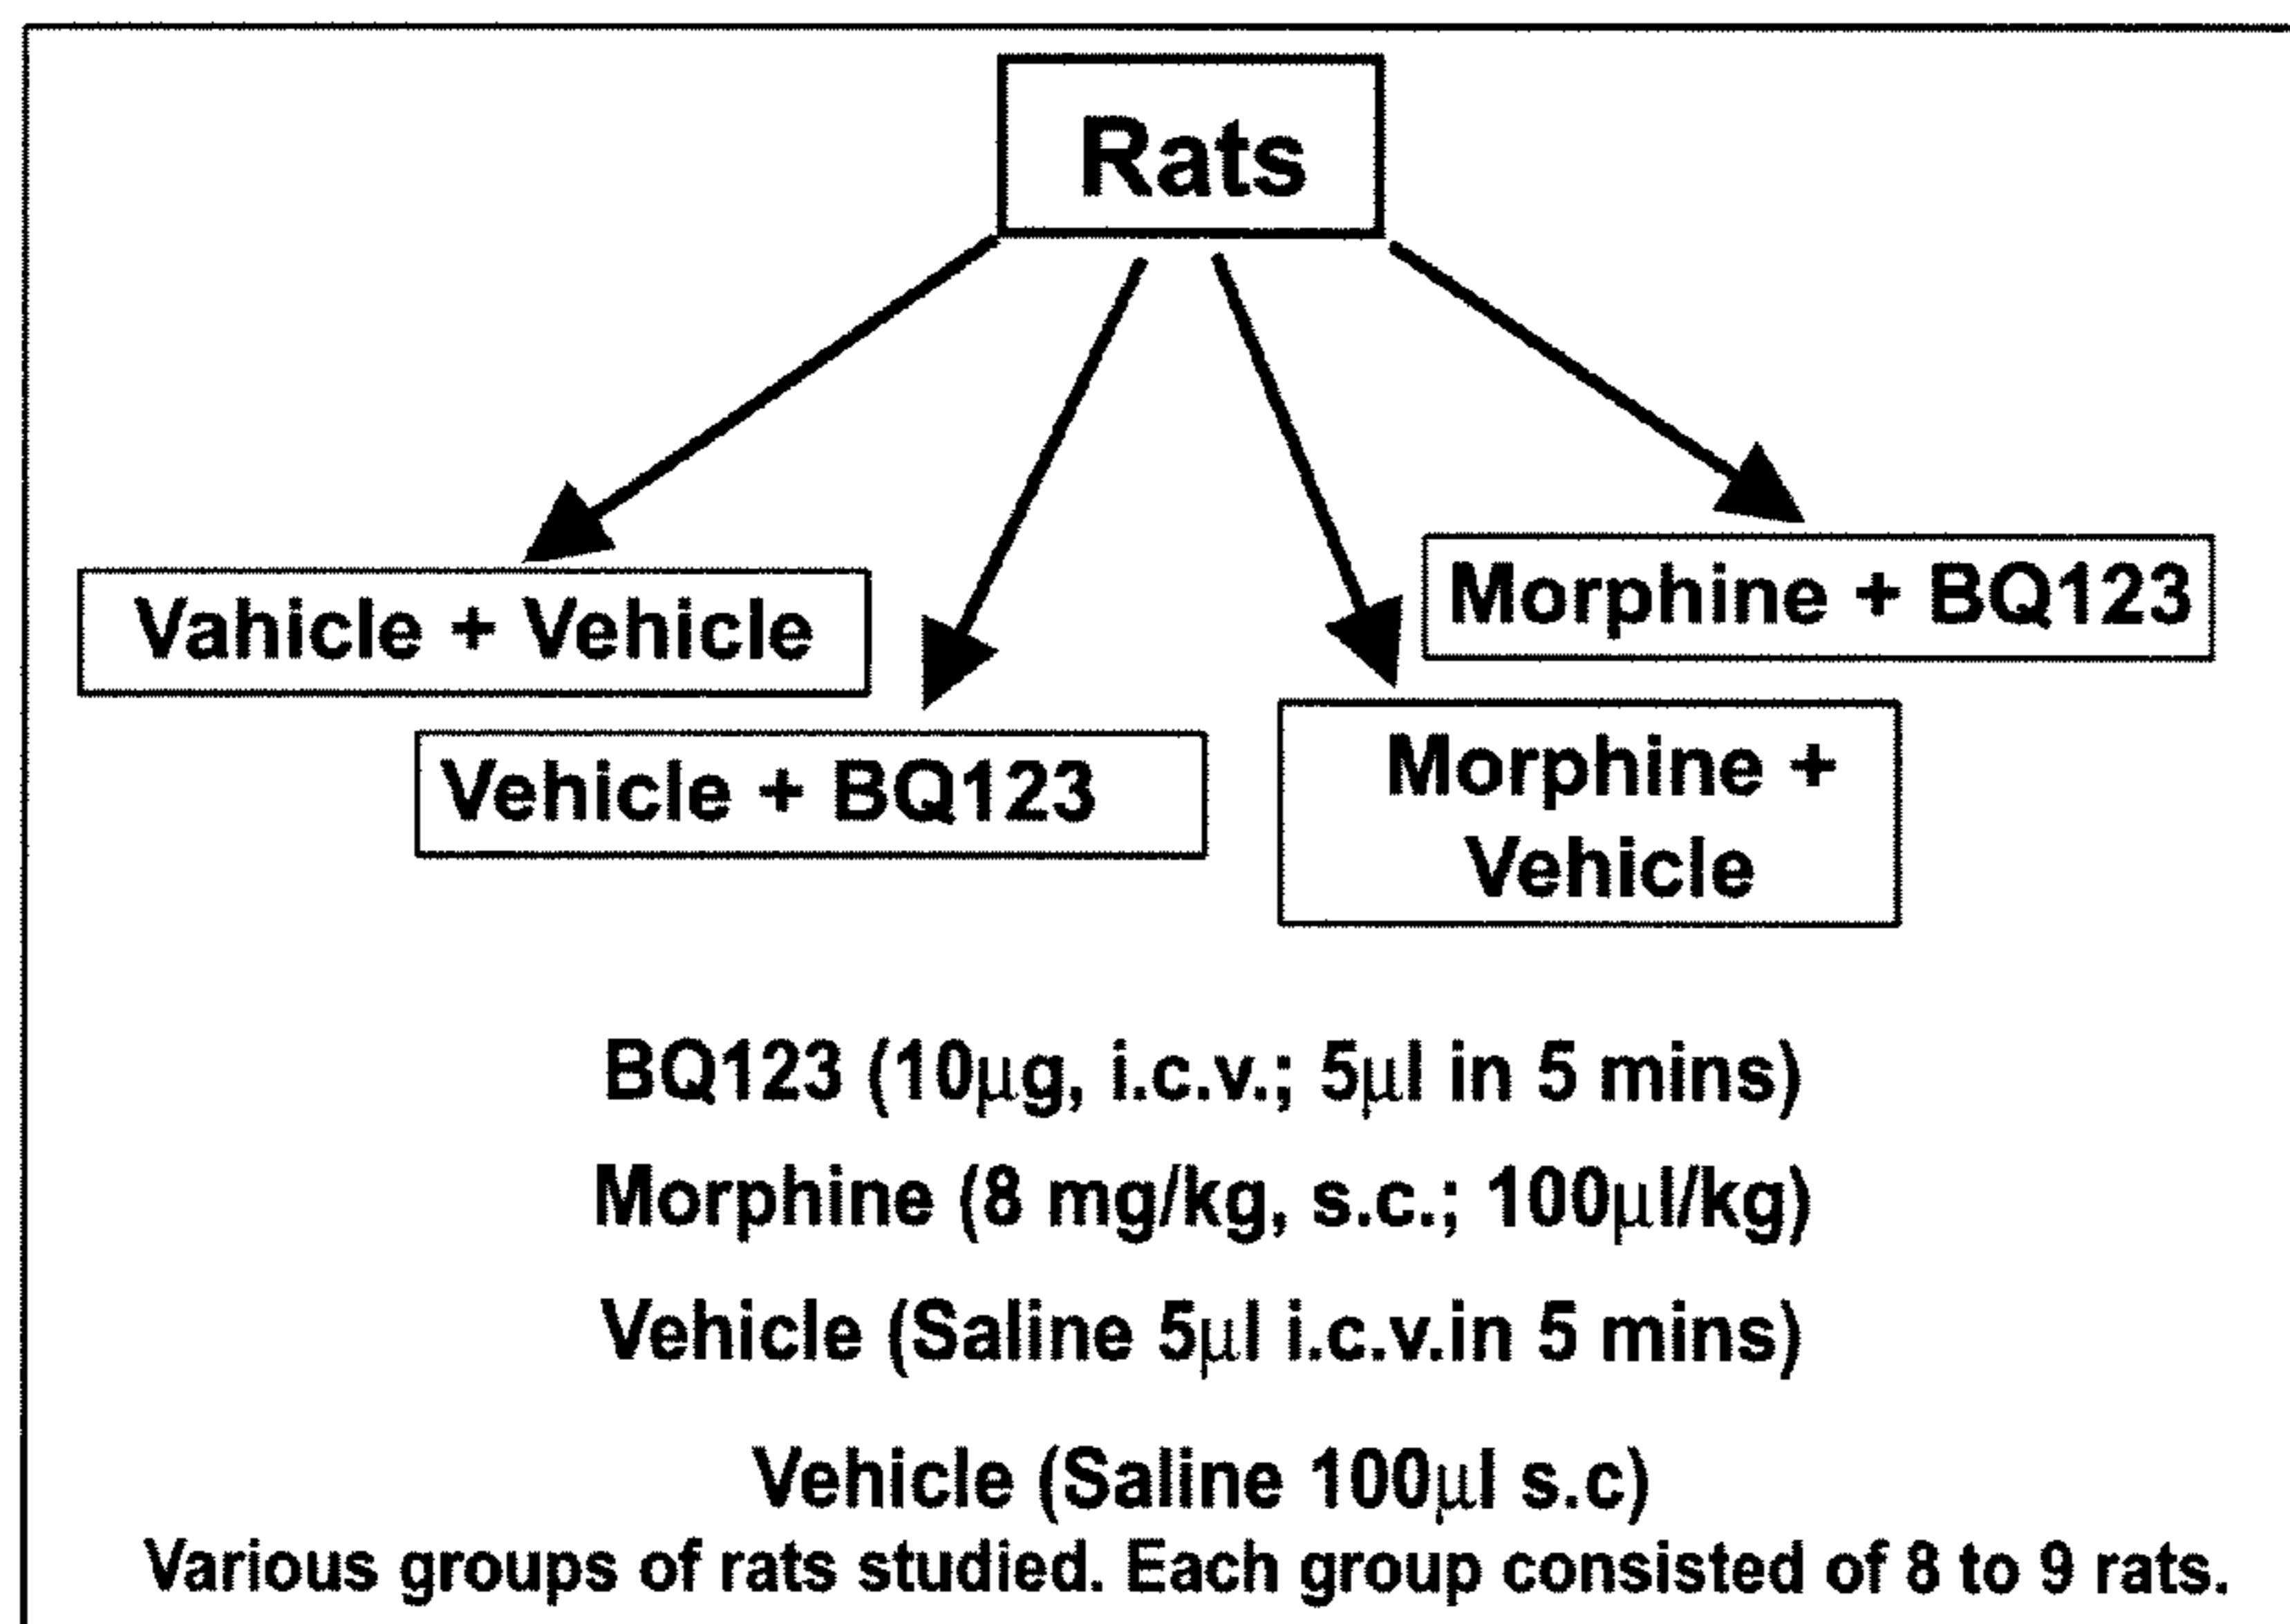 Rats
Vahicle + Vehicle
Morphine + BQ123
Vehicle + BQ123
Morphine +
Vehicle
BQ123 (10μg, i.c.v.; 5μl in 5 mins)
Morphine (8 mg/kg, s.c.; 100μl/kg)
Vehicle (Saline 5μl i.c.v.in 5 mins)
Vehicle (Saline 100μl s.c)
Various groups of rats studied. Each group consisted of 8 to 9 rats.